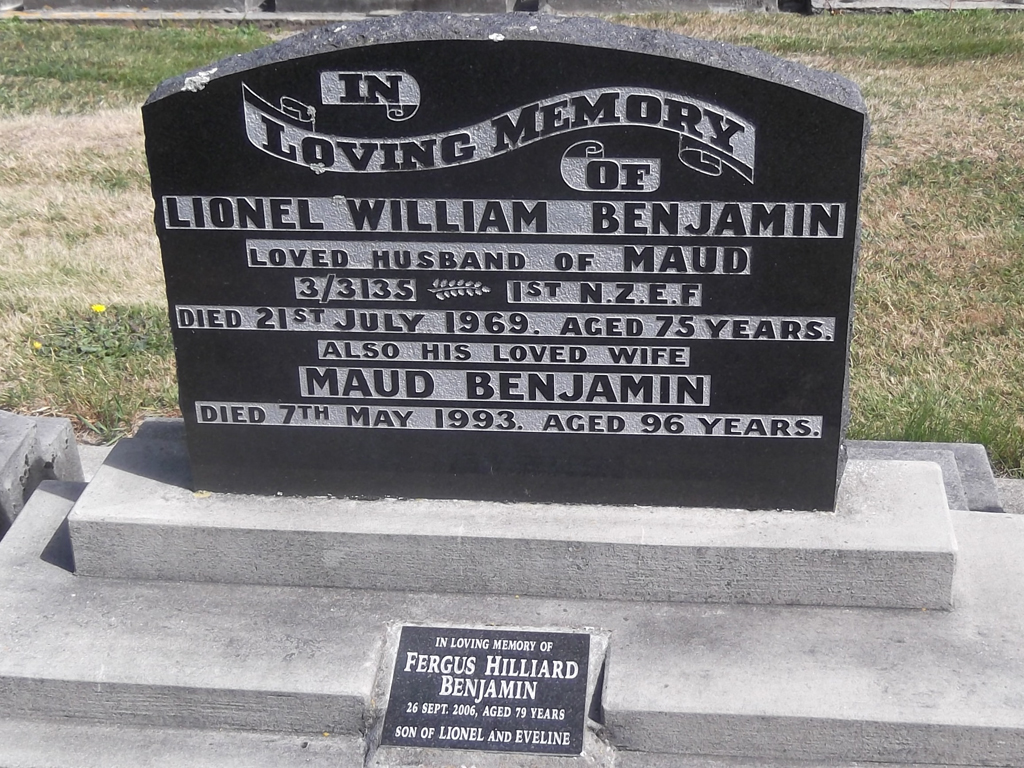 IN
LOVING MEMORY
OF
LIONEL WILLIAM BENJAMIN
LOVED HUSBAND OF MAUD
3/3135 1ST N.Z.E.F
DIED 21ST JULY 1969. AGED 75 YEARS.
ALSO HIS LOVED WIFE
MAUD BENJAMIN
DIED 7TH MAY 1993. AGED 96 YEARS.
IN LOVING MEMORY OF
FERGUS HILLIARD
BENJAMIN
26 SEPT. 2006, AGED 79 YEARS
SON OF LIONEL AND EVELINE